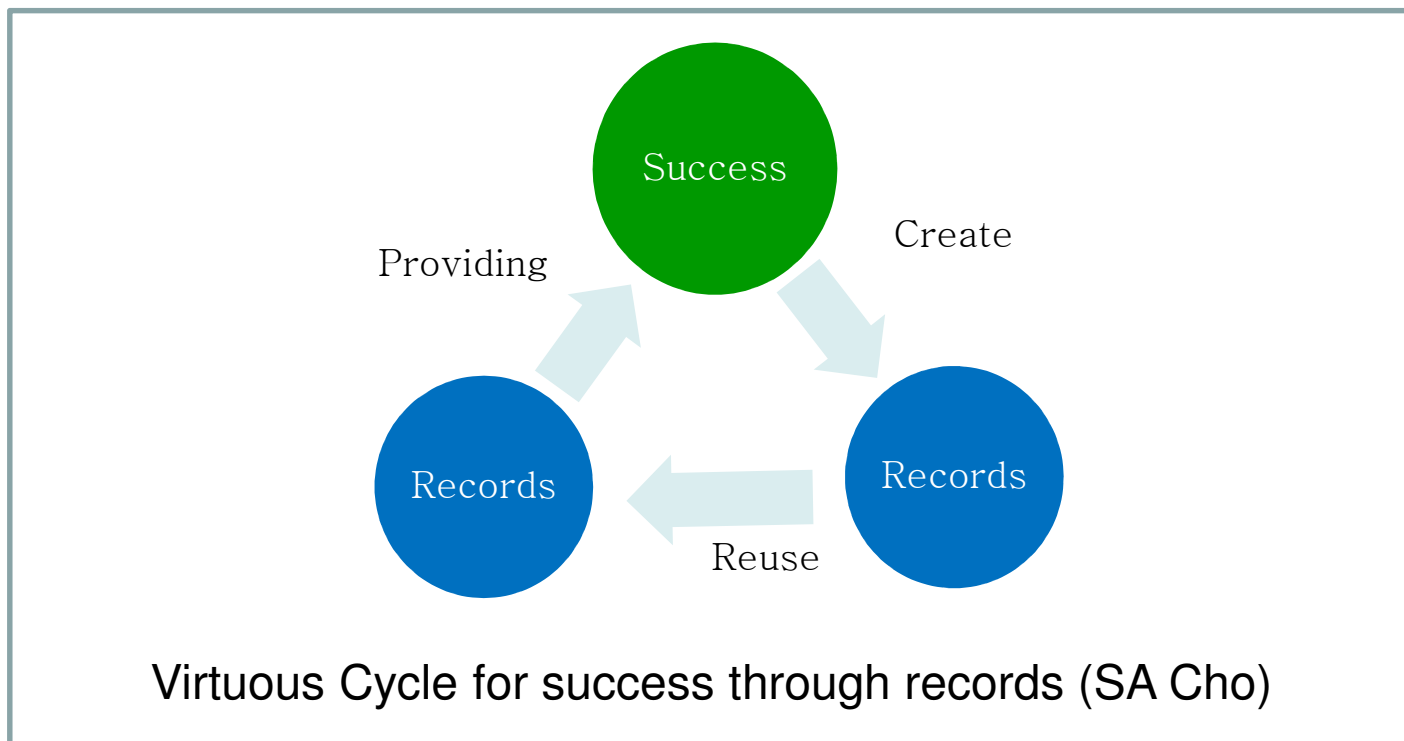 Success
Create
Providing
Records
Records
Reuse
Virtuous Cycle for success through records (SA Cho)